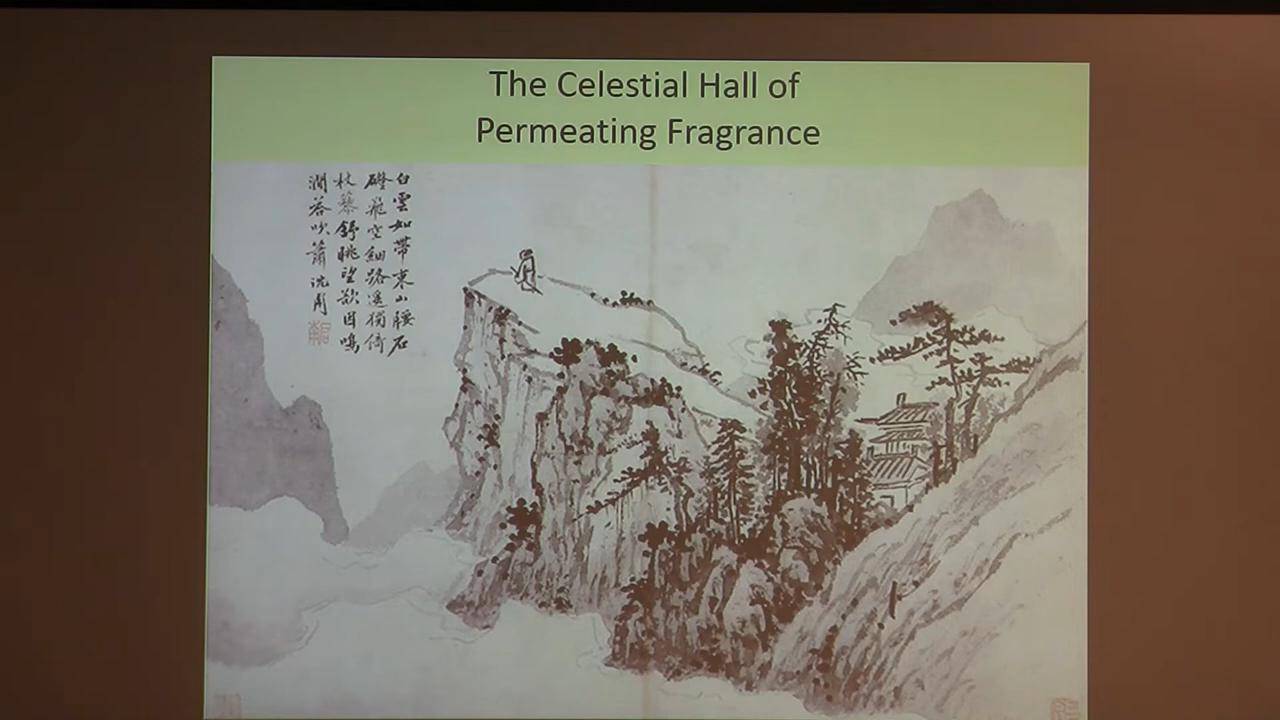 The Celestial Hall of
Permeating Fragrance
白雲如帶束山腰石
磴飛空細路遙獨倚
杖藜舒眺望欲因鳴
澗答吹簫 沈周